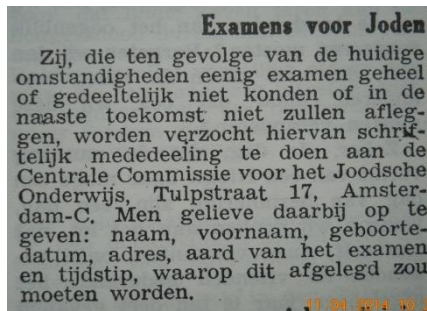 Examens voor Joden
Zij, die ten gevolge van de huidige
omstandigheden eenig examen geheel
of gedeeltelijk niet konden of in de
naaste toekomst niet zullen afleg-
gen, worden verzocht hiervan schrif-
telijk mededeeling te doen aan de
Centrale Commissie voor het Joodsche
Onderwijs, Tulpstraat 17, Amster-
dam-C. Men gelieve daarbij op te
geven: naam, voornaam, geboorte-
datum, adres, aard van het examen
en tijdstip, waarop dit afgelegd zou
moeten worden.